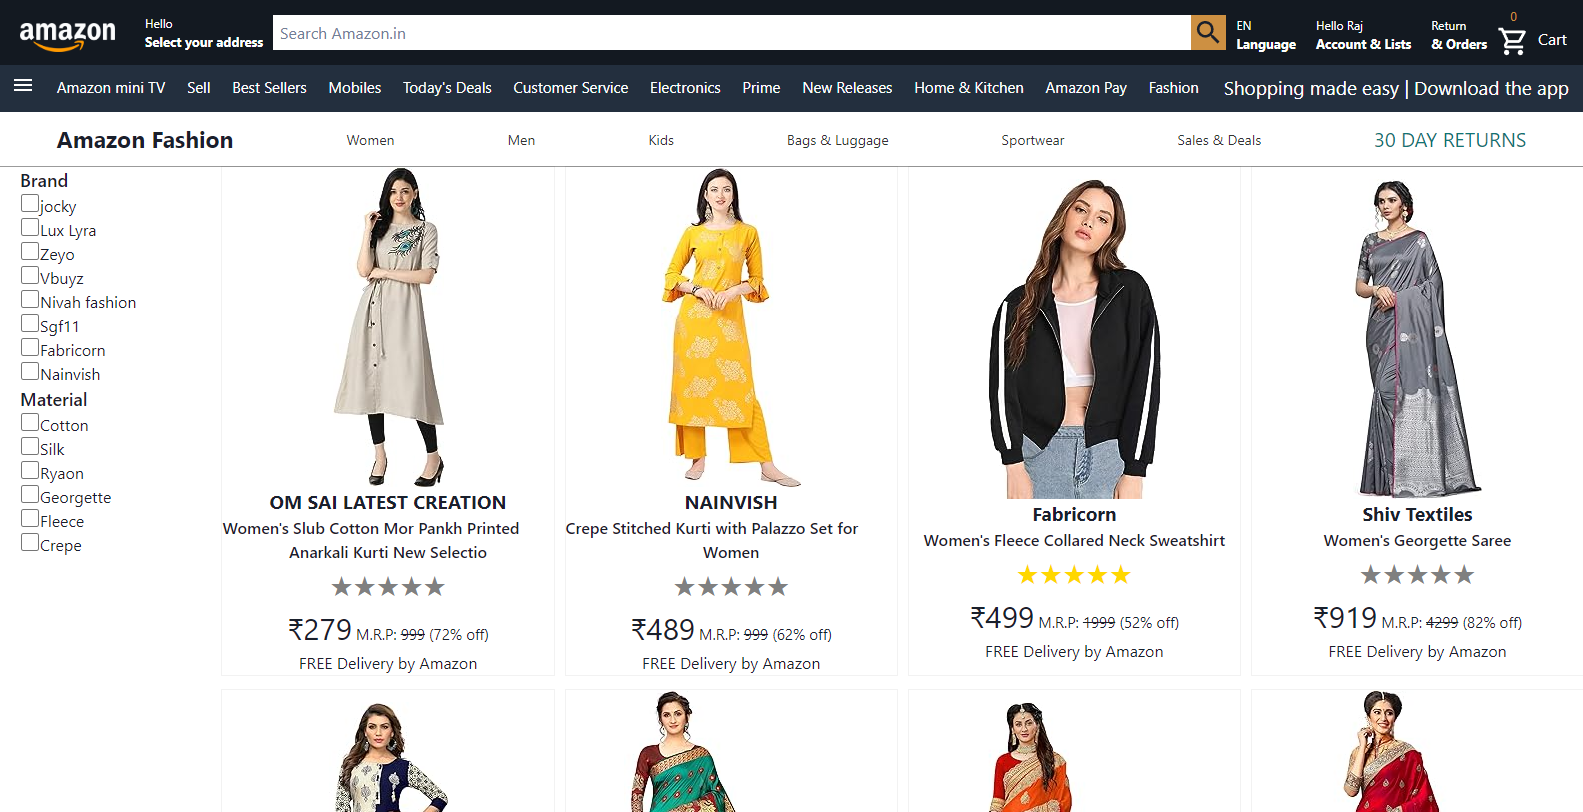 amazon
Hello
Select your address
Search Amazon.in
EN
Language
Hello Raj
Account & Lists
Return
& Orders
0
Cart
Amazon mini TV Sell Best Sellers Mobiles Today's Deals Customer Service Electronics Prime New Releases Home & Kitchen Amazon Pay Fashion Shopping made easy | Download the app
Amazon Fashion Women Men Kids Bags & Luggage Sportwear Sales & Deals 30 DAY RETURNS
Brand
jocky
Lux Lyra
Zeyo
Vbuyz
Nivah fashion
Sgf11
Fabricorn
Nainvish
Material
Cotton
Silk
Ryaon
Georgette
Fleece
Crepe
OM SAI LATEST CREATION
Women's Slub Cotton Mor Pankh Printed
Anarkali Kurti New Selectio
★★★★★
₹279 M.R.P: 999 (72% off)
FREE Delivery by Amazon
NAINVISH
Crepe Stitched Kurti with Palazzo Set for
Women
★★★★★
₹489 M.R.P: 999 (62% off)
FREE Delivery by Amazon
Fabricorn
Women's Fleece Collared Neck Sweatshirt
★★★★★
₹499 M.R.P: 1999 (52% off)
FREE Delivery by Amazon
Shiv Textiles
Women's Georgette Saree
★★★★★
₹919 M.R.P: 4299 (82% off)
FREE Delivery by Amazon